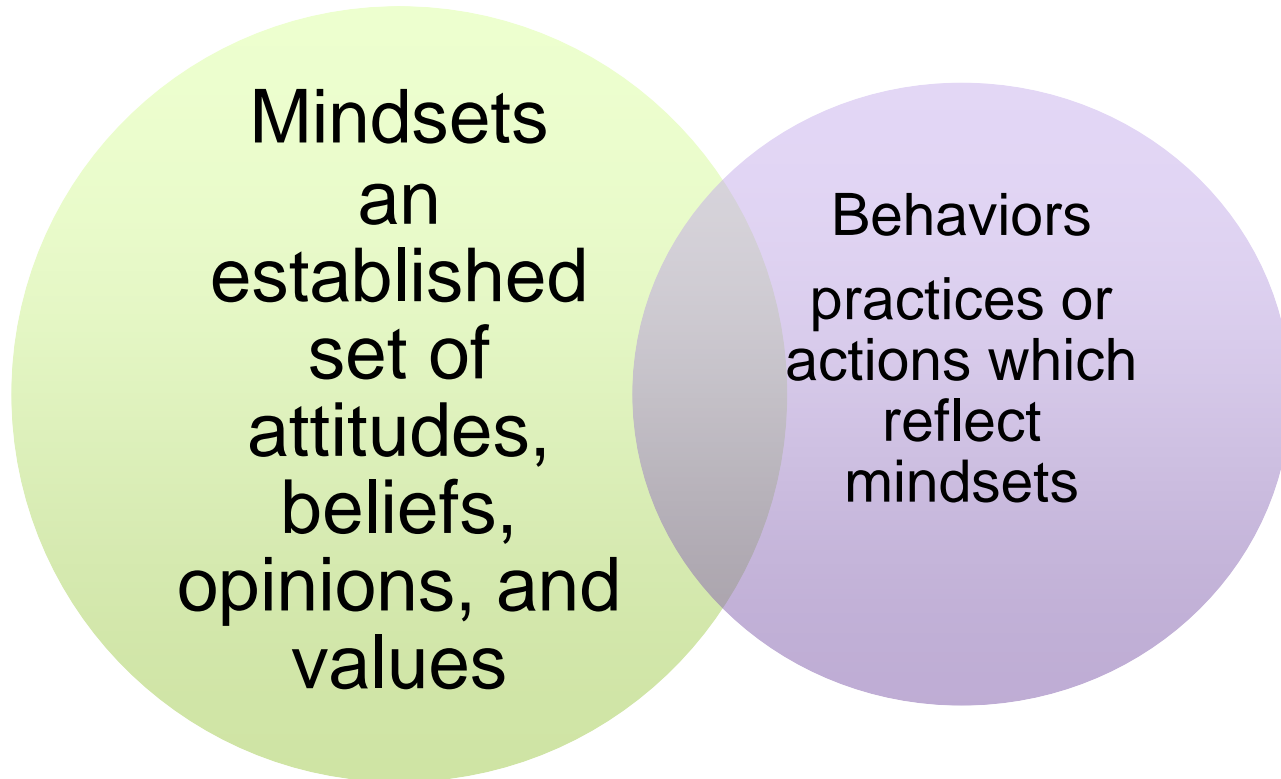 Mindsets
an
established
set of
attitudes,
beliefs,
opinions, and
values
Behaviors
practices or
actions which
reflect
mindsets